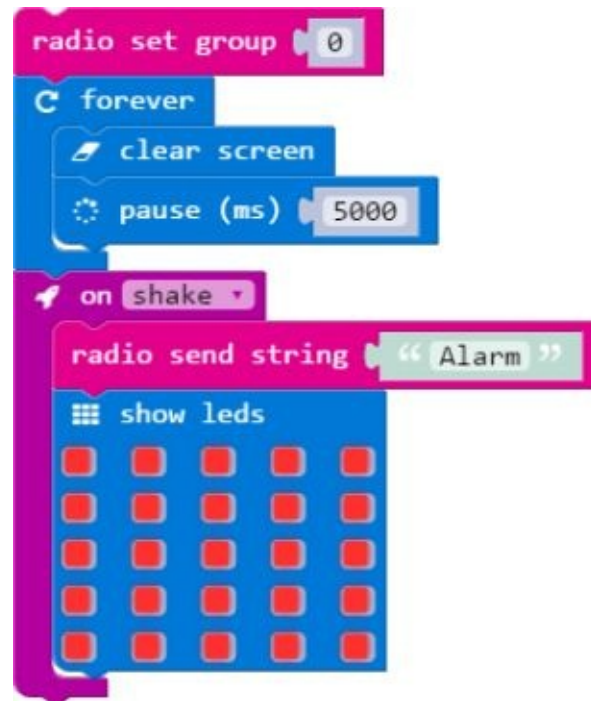 radio set group 0
forever
clear screen
pause (ms) 5000
on shake
radio send string “ Alarm ”
show leds